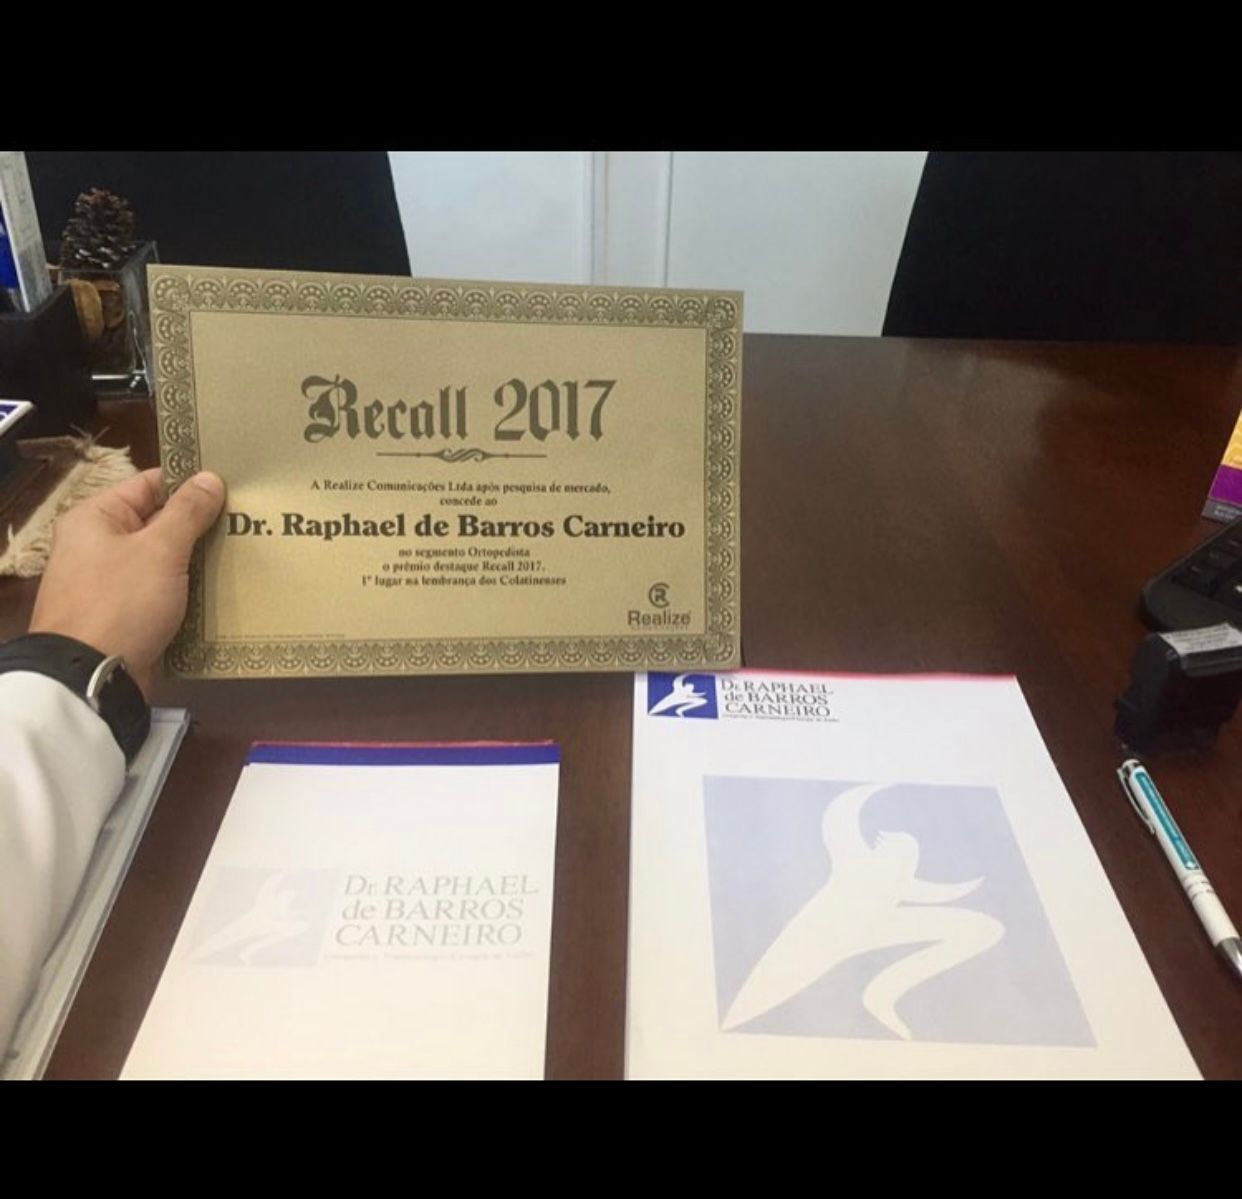 Recall 2017
A Realize Comunicações Ltda após pesquisa de mercado,
concede ao
Dr. Raphael de Barros Carneiro
no segmento Ortopedista
o prêmio destaque Recall 2017.
1º lugar na lembrança dos Colatinenses
Realize
Dr. RAPHAEL
de BARROS
CARNEIRO
Dr. RAPHAEL
de BARROS
CARNEIRO